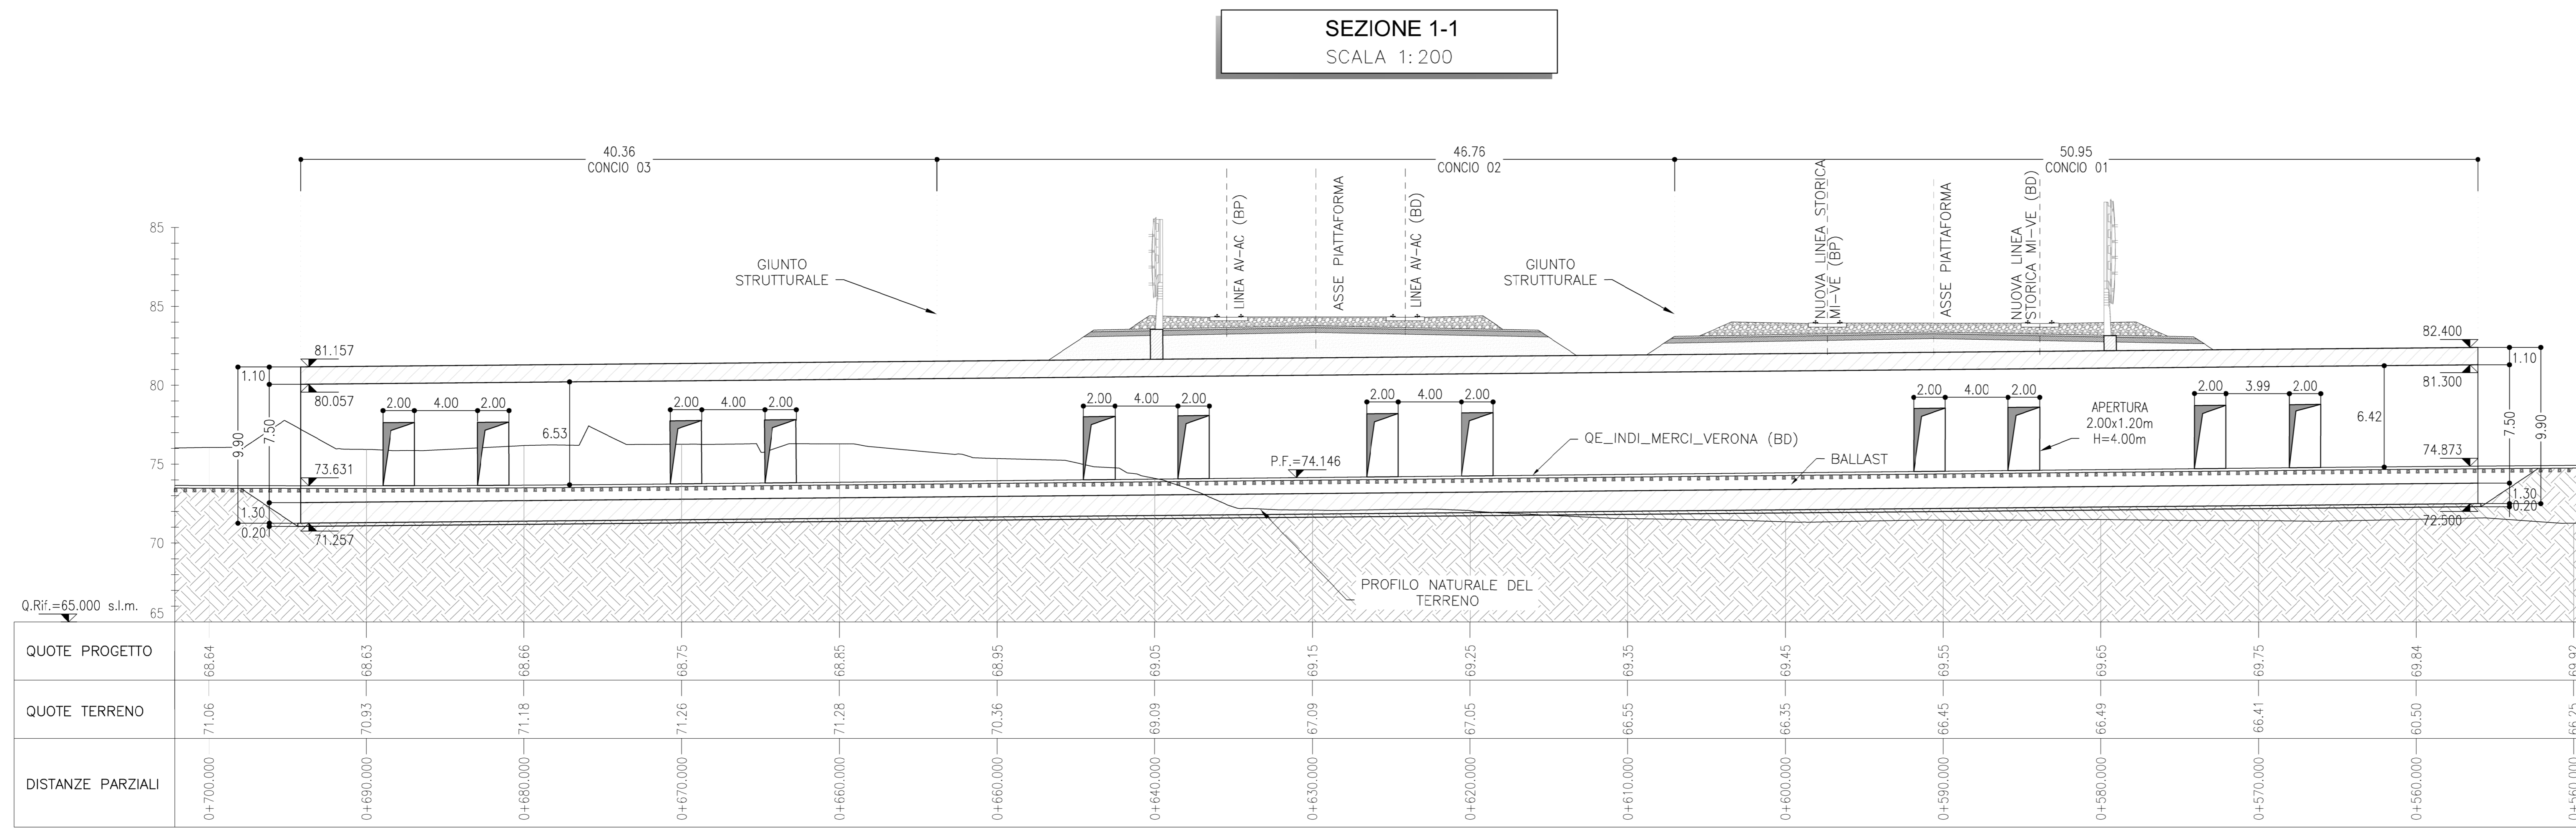 SEZIONE 1-1
SCALA 1:200
40.36
CONCIO 03
46.76
CONCIO 02
50.95
CONCIO 01
GIUNTO
STRUTTURALE
LINEA AV-AC (BP)
ASSE PIATTAFORMA
LINEA AV-AC (BD)
GIUNTO
STRUTTURALE
NUOVA LINEA STORICA
MI-VE (BP)
ASSE PIATTAFORMA
NUOVA LINEA
STORICA MI-VE (BD)
85
85
80
75
70
65
81.157
80.057
73.631
71.257
1.10
7.50
9.90
1.30
0.20
6.53
2.00 4.00 2.00
2.00 4.00 2.00
2.00 4.00 2.00
2.00 4.00 2.00
2.00 4.00 2.00
2.00 3.99 2.00
APERTURA
2.00x1.20m
H=4.00m
QE_INDI_MERCI_VERONA (BD)
P.F.=74.146
BALLAST
6.42
82.400
81.300
74.873
72.500
1.10
7.50
9.90
1.30
0.20
PROFILO NATURALE DEL
TERRENO
Q.Rif.=65.000 s.l.m.
QUOTE PROGETTO 68.64 68.63 68.66 68.75 68.85 68.95 69.05 69.15 69.25 69.35 69.45 69.55 69.65 69.75 69.84 69.92
QUOTE TERRENO 71.06 70.93 71.18 71.26 71.28 70.36 69.09 67.09 67.05 66.55 66.35 66.45 66.49 66.41 60.50 66.25
DISTANZE PARZIALI 0+700.000 0+690.000 0+680.000 0+670.000 0+660.000 0+660.000 0+640.000 0+630.000 0+620.000 0+610.000 0+600.000 0+590.000 0+580.000 0+570.000 0+560.000 0+560.000